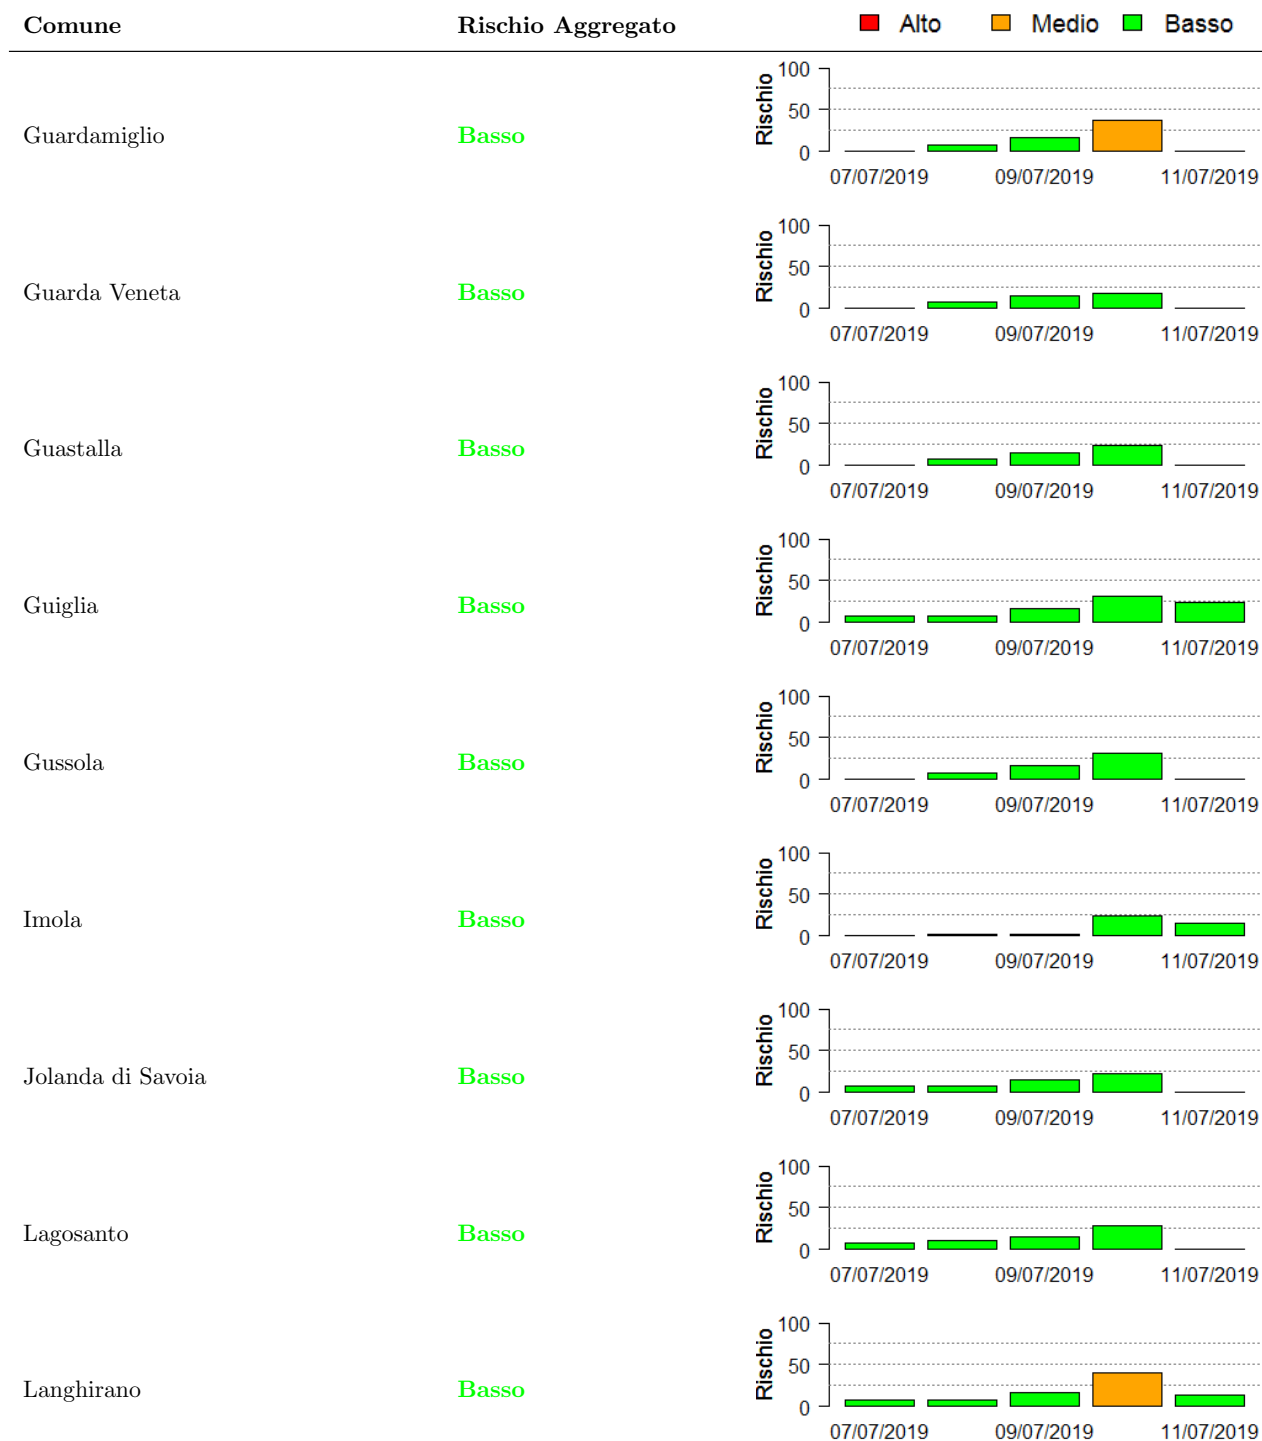 Comune Rischio Aggregato Alto Medio Basso
Guardamiglio Basso
Rischio
100
50
0
07/07/2019 09/07/2019 11/07/2019
Guarda Veneta Basso
Rischio
100
50
0
07/07/2019 09/07/2019 11/07/2019
Guastalla Basso
Rischio
100
50
0
07/07/2019 09/07/2019 11/07/2019
Guiglia Basso
Rischio
100
50
0
07/07/2019 09/07/2019 11/07/2019
Gussola Basso
Rischio
100
50
0
07/07/2019 09/07/2019 11/07/2019
Imola Basso
Rischio
100
50
0
07/07/2019 09/07/2019 11/07/2019
Jolanda di Savoia Basso
Rischio
100
50
0
07/07/2019 09/07/2019 11/07/2019
Lagosanto Basso
Rischio
100
50
0
07/07/2019 09/07/2019 11/07/2019
Langhirano Basso
Rischio
100
50
0
07/07/2019 09/07/2019 11/07/2019